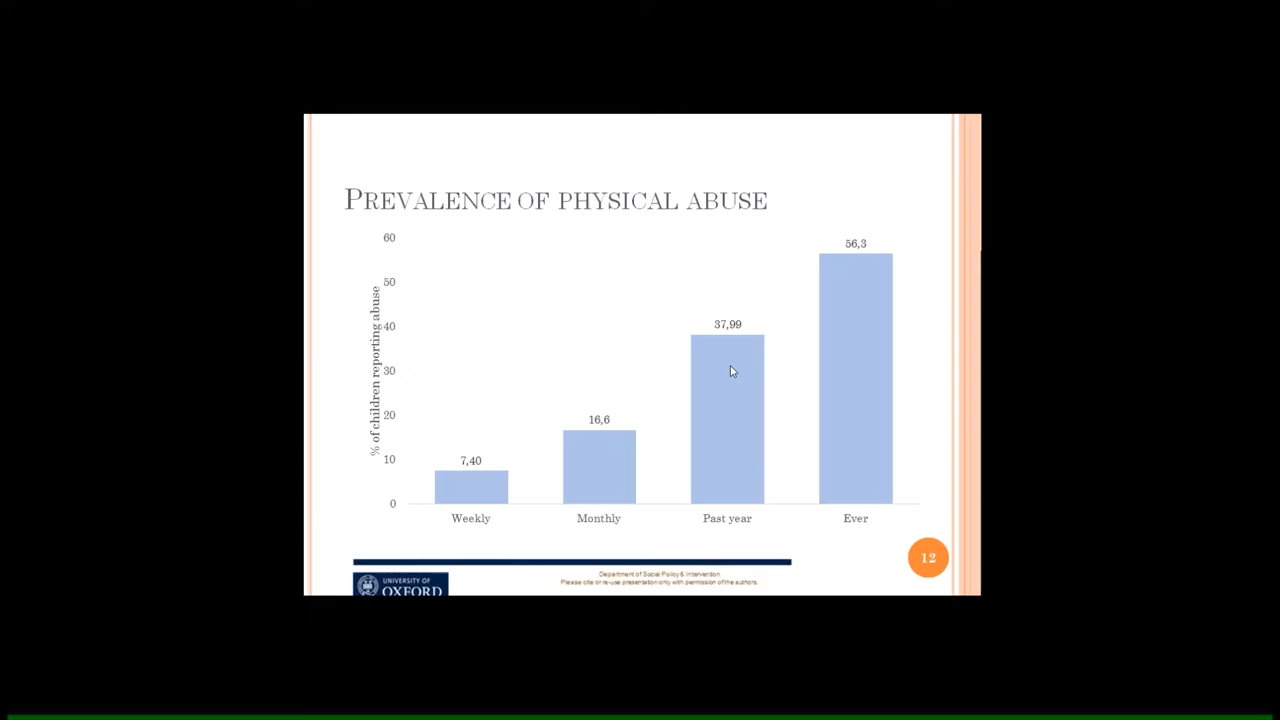 PREVALENCE OF PHYSICAL ABUSE
60
50
40
30
20
10
0
% of children reporting abuse
7,40
16,6
37,99
56,3
Weekly
Monthly
Past year
Ever
12
UNIVERSITY OF
OXFORD
Department of Social Policy & Intervention
Please cite or re-use presentation only with permission of the authors.